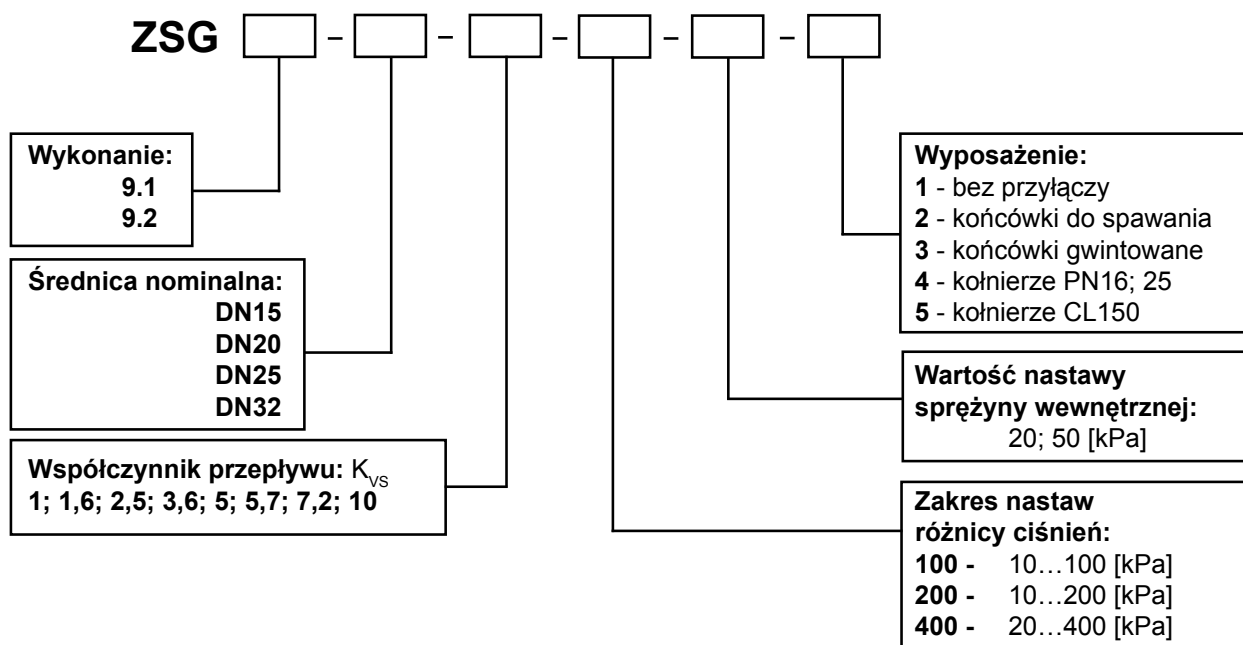 ZSG – – – – –
Wykonanie:
9.1
9.2
Średnica nominalna:
DN15
DN20
DN25
DN32
Współczynnik przepływu: KVS
1; 1,6; 2,5; 3,6; 5; 5,7; 7,2; 10
Wyposażenie:
1 - bez przyłączy
2 - końcówki do spawania
3 - końcówki gwintowane
4 - kołnierze PN16; 25
5 - kołnierze CL150
Wartość nastawy
sprężyny wewnętrznej:
20; 50 [kPa]
Zakres nastaw
różnicy ciśnień:
100 - 10…100 [kPa]
200 - 10…200 [kPa]
400 - 20…400 [kPa]